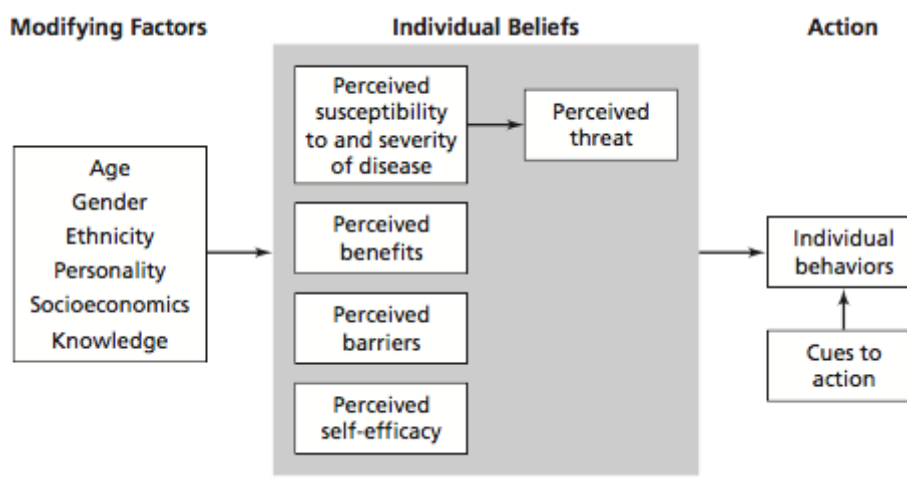 Modifying Factors
Individual Beliefs
Action
Age
Gender
Ethnicity
Personality
Socioeconomics
Knowledge
Perceived
susceptibility
to and severity
of disease
Perceived
threat
Perceived
benefits
Perceived
barriers
Perceived
self-efficacy
Individual
behaviors
Cues to
action